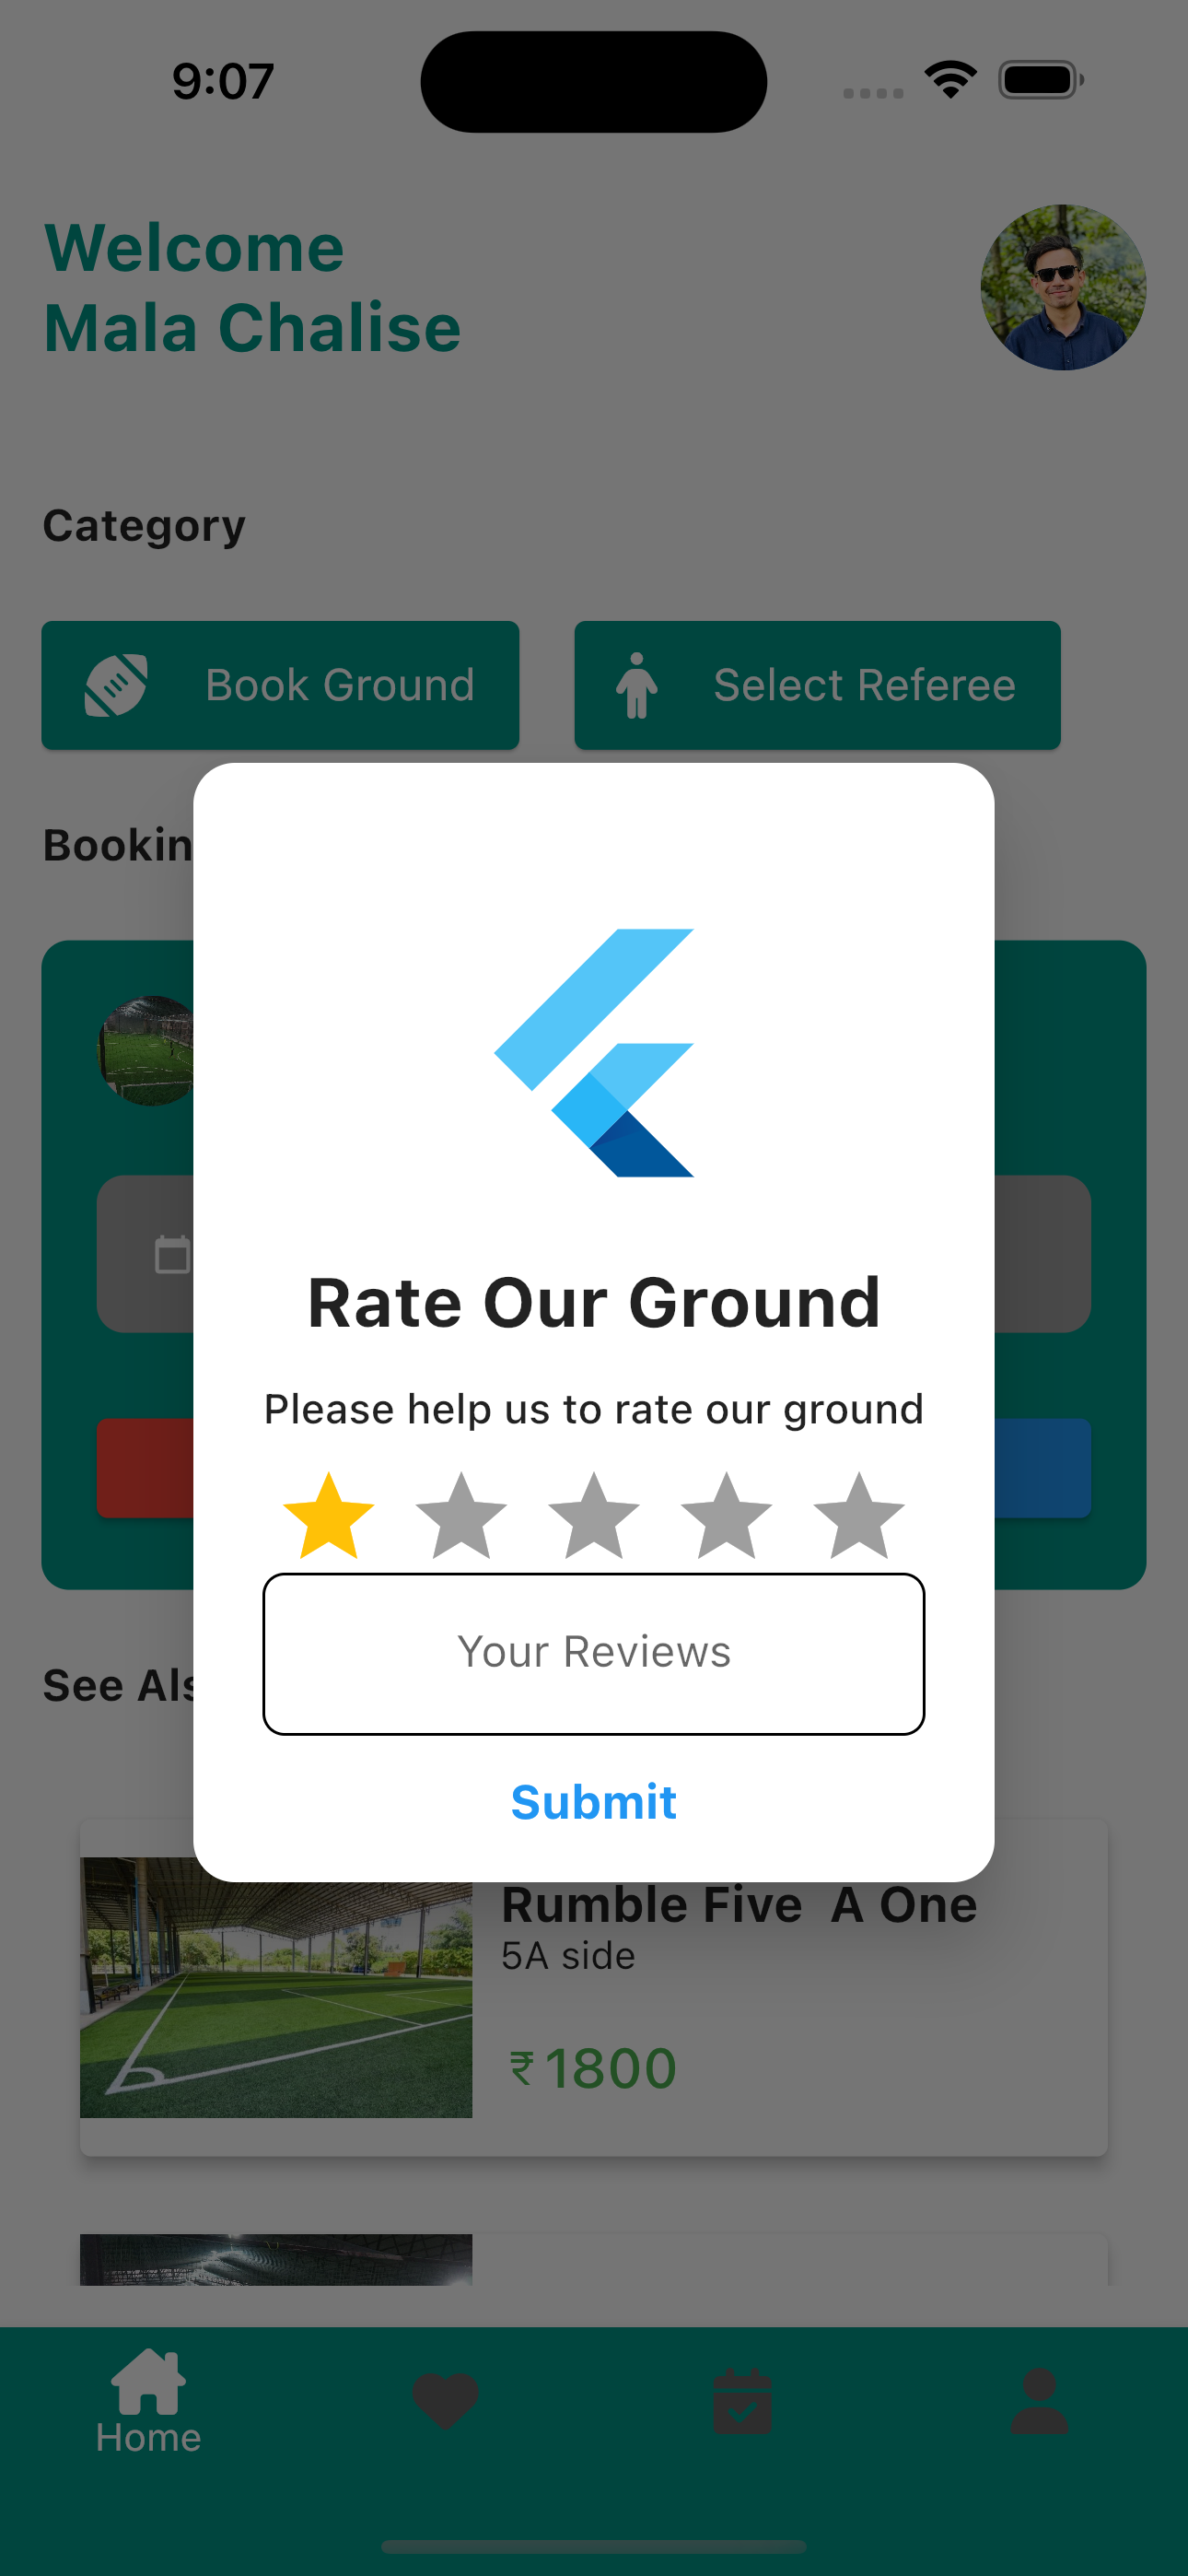 9:07
Welcome
Mala Chalise
Category
Book Ground
Select Referee
Bookin
Rate Our Ground
Please help us to rate our ground
Your Reviews
See Als
Submit
Rumble Five  A One
5A side
₹1800
Home